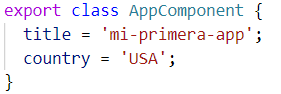 export class AppComponent {
  title = 'mi-primera-app';
  country = 'USA';
}